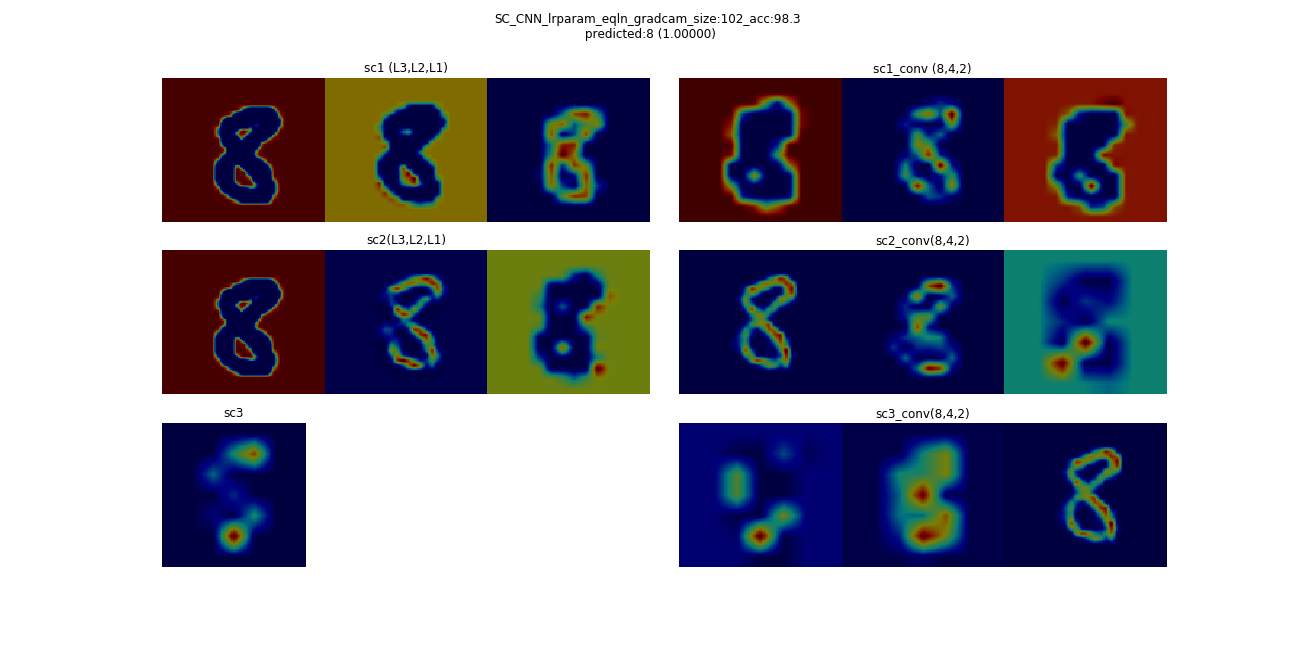 SC_CNN_lrparam_eqln_gradcam_size:102_acc:98.3
predicted:8 (1.00000)
sc1 (L3,L2,L1)
sc1_conv (8,4,2)
sc2(L3,L2,L1)
sc2_conv(8,4,2)
sc3
sc3_conv(8,4,2)